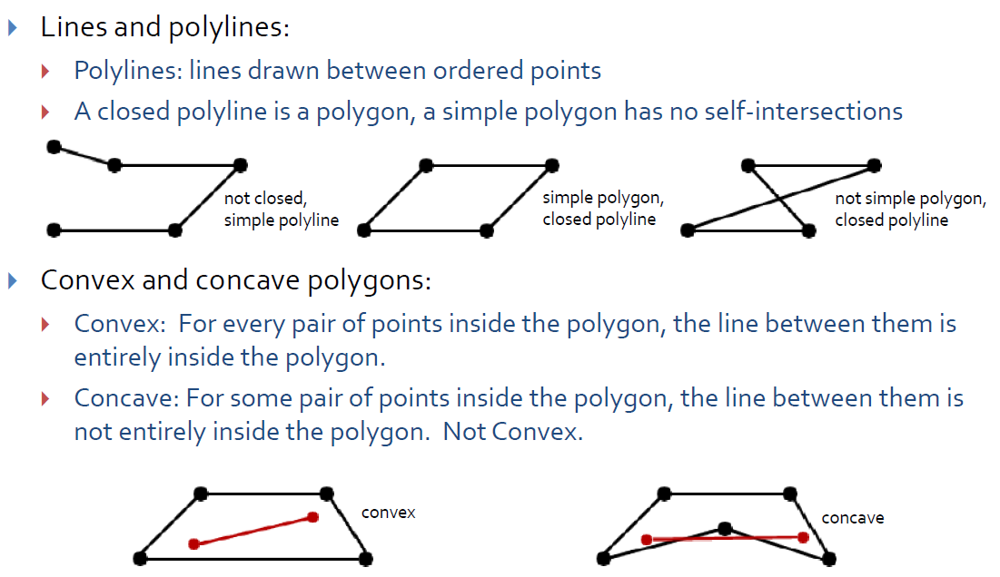 Lines and polylines:
Polylines: lines drawn between ordered points
A closed polyline is a polygon, a simple polygon has no self-intersections
not closed,
simple polyline
simple polygon,
closed polyline
not simple polygon,
closed polyline
Convex and concave polygons:
Convex: For every pair of points inside the polygon, the line between them is
entirely inside the polygon.
Concave: For some pair of points inside the polygon, the line between them is
not entirely inside the polygon. Not Convex.
convex
concave